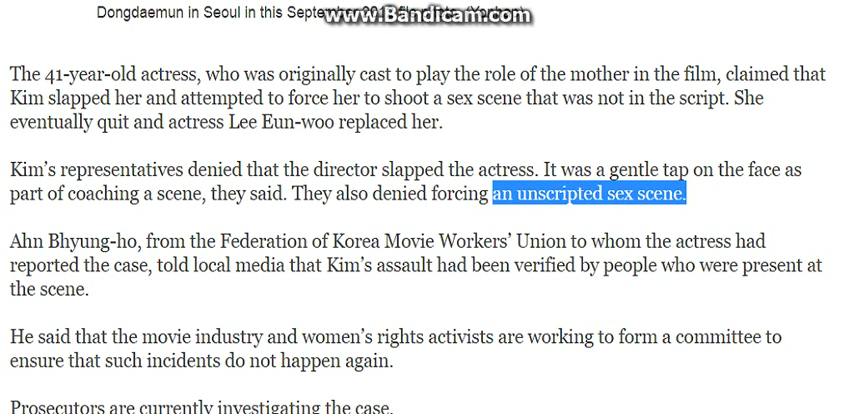 Dongdaemun in Seoul in this
www.Bandicam.com
The 41-year-old actress, who was originally cast to play the role of the mother in the film, claimed that
Kim slapped her and attempted to force her to shoot a sex scene that was not in the script. She
eventually quit and actress Lee Eun-woo replaced her.
Kim’s representatives denied that the director slapped the actress. It was a gentle tap on the face as
part of coaching a scene, they said. They also denied forcing an unscripted sex scene.
Ahn Bhyung-ho, from the Federation of Korea Movie Workers’ Union to whom the actress had
reported the case, told local media that Kim’s assault had been verified by people who were present at
the scene.
He said that the movie industry and women’s rights activists are working to form a committee to
ensure that such incidents do not happen again.
Prosecutors are currently investigating the case.